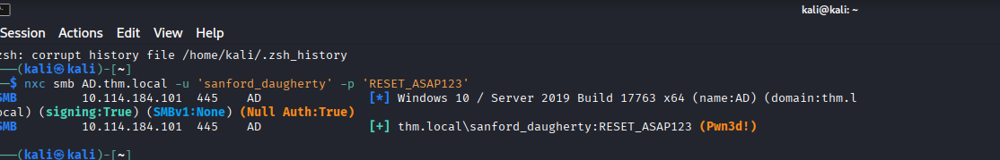 kali@kali: ~
Session Actions Edit View Help
zsh: corrupt history file /home/kali/.zsh_history
──(kali㉿kali)-[~]
─$ nxc smb AD.thm.local -u 'sanford_daugherty' -p 'RESET_ASAP123'
SMB 10.114.184.101 445 AD [*] Windows 10 / Server 2019 Build 17763 x64 (name:AD) (domain:thm.l
ocal) (signing:True) (SMBv1:None) (Null Auth:True)
SMB 10.114.184.101 445 AD [+] thm.local\sanford_daugherty:RESET_ASAP123 (Pwn3d!)
──(kali㉿kali)-[~]